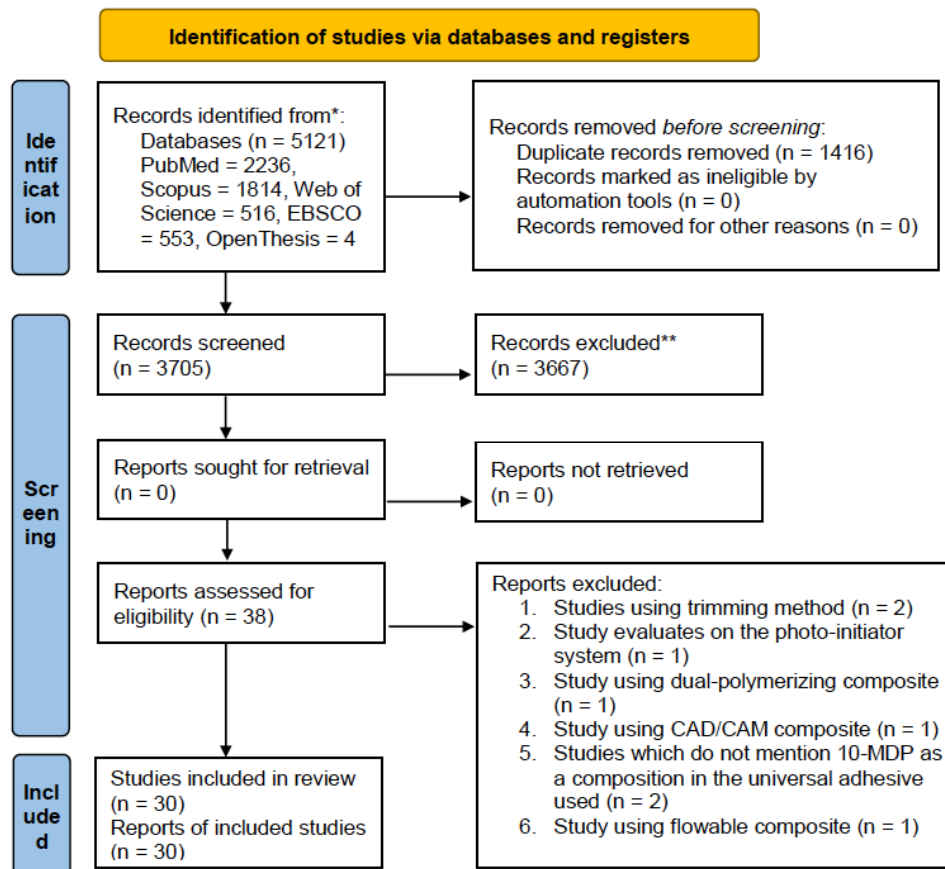 Identification of studies via databases and registers
Ide
ntif
icat
ion
Records identified from*:
Databases (n = 5121)
PubMed = 2236,
Scopus = 1814, Web of
Science = 516, EBSCO
= 553, OpenThesis = 4
Records removed before screening:
Duplicate records removed (n = 1416)
Records marked as ineligible by
automation tools (n = 0)
Records removed for other reasons (n = 0)
Scr
een
ing
Records screened
(n = 3705)
Records excluded**
(n = 3667)
Reports sought for retrieval
(n = 0)
Reports not retrieved
(n = 0)
Reports assessed for
eligibility (n = 38)
Reports excluded:
1. Studies using trimming method (n = 2)
2. Study evaluates on the photo-initiator
system (n = 1)
3. Study using dual-polymerizing composite
(n = 1)
4. Study using CAD/CAM composite (n = 1)
5. Studies which do not mention 10-MDP as
a composition in the universal adhesive
used (n = 2)
6. Study using flowable composite (n = 1)
Incl
ude
d
Studies included in review
(n = 30)
Reports of included studies
(n = 30)